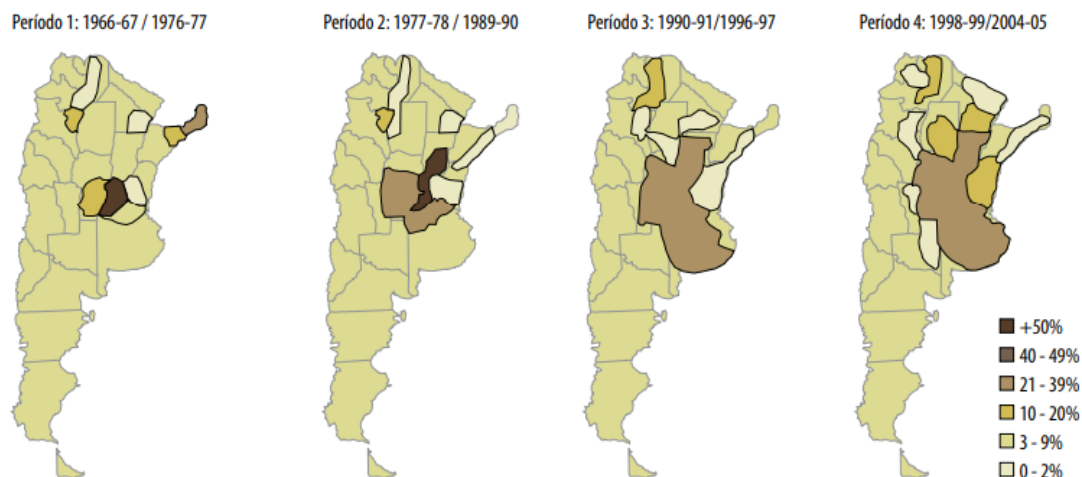 Período 1: 1966-67 / 1976-77
Período 2: 1977-78 / 1989-90
Período 3: 1990-91/1996-97
Período 4: 1998-99/2004-05
+50%
40 - 49%
21 - 39%
10 - 20%
3 - 9%
0 - 2%